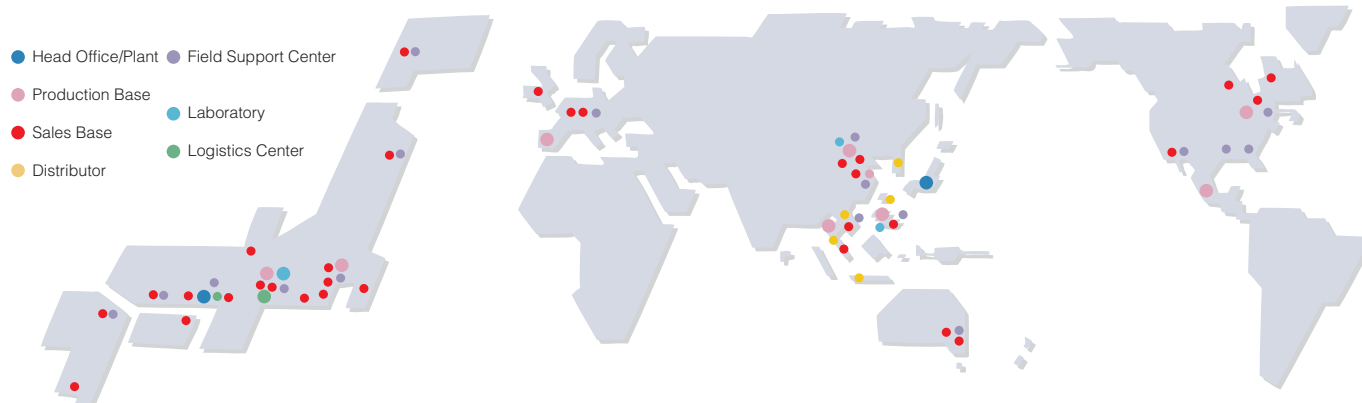 Head Office/Plant
Field Support Center
Production Base
Laboratory
Sales Base
Logistics Center
Distributor